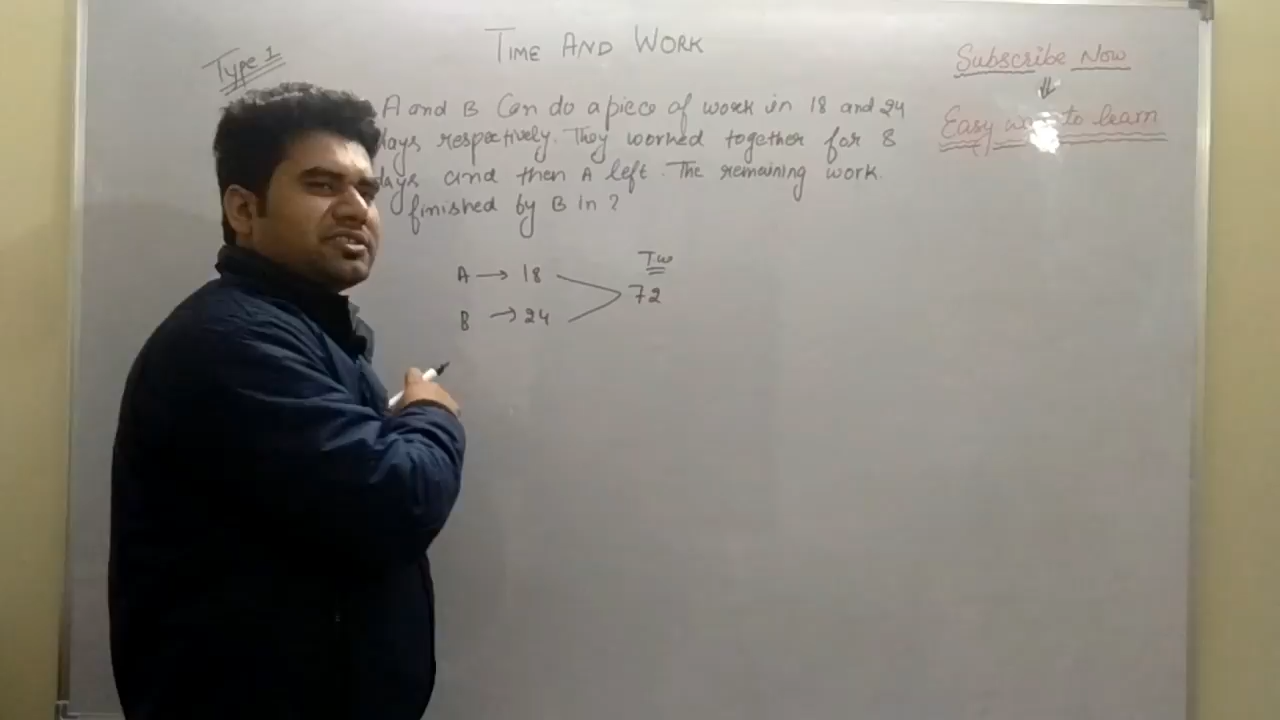 Type 1
TIME AND WORK
Subscribe Now
Easy to learn
A and B Can do a piece of work in 18 and 24
days respectively. They worked together for 8
days and then A left. The remaining work
finished by B in ?
A → 18
T.W
72
B → 24